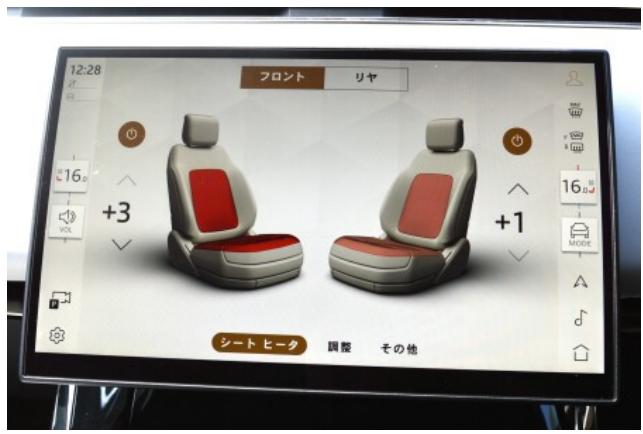 12:28
フロント
リヤ
16.0
+3
VOL
P
16.0
+1
MODE
シート ヒータ
調整
その他